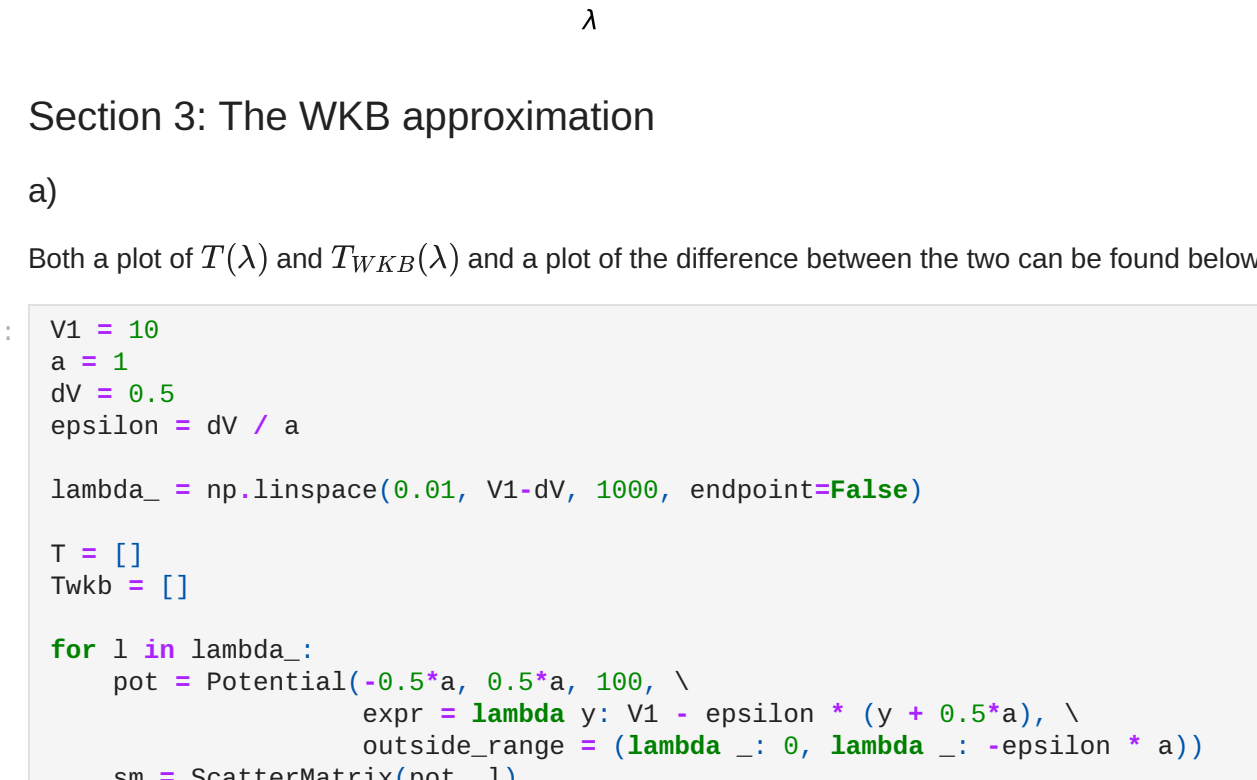 λ
Section 3: The WKB approximation
a)
Both a plot of T(λ) and T_WKB(λ) and a plot of the difference between the two can be found below
:
V1 = 10
a = 1
dV = 0.5
epsilon = dV / a
lambda_ = np.linspace(0.01, V1-dV, 1000, endpoint=False)
T = []
Twkb = []
for l in lambda_:
    pot = Potential(-0.5*a, 0.5*a, 100, \
                    expr = lambda y: V1 - epsilon * (y + 0.5*a), \
                    outside_range = (lambda _: 0, lambda _: -epsilon * a))
    sm = ScatterMatrix(pot, l)